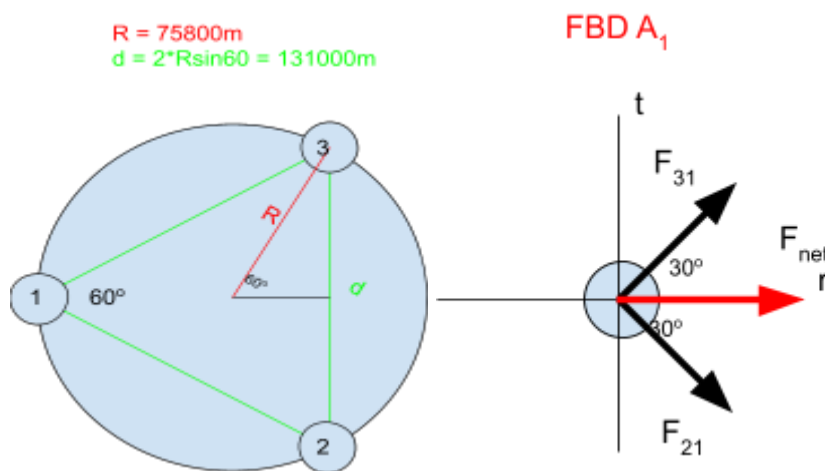 R = 75800m
d = 2*Rsin60 = 131000m
FBD A₁
3
R
60º
d
1
60º
2
t
F₃₁
30º
Fₙₑₜ
r
30º
F₂₁